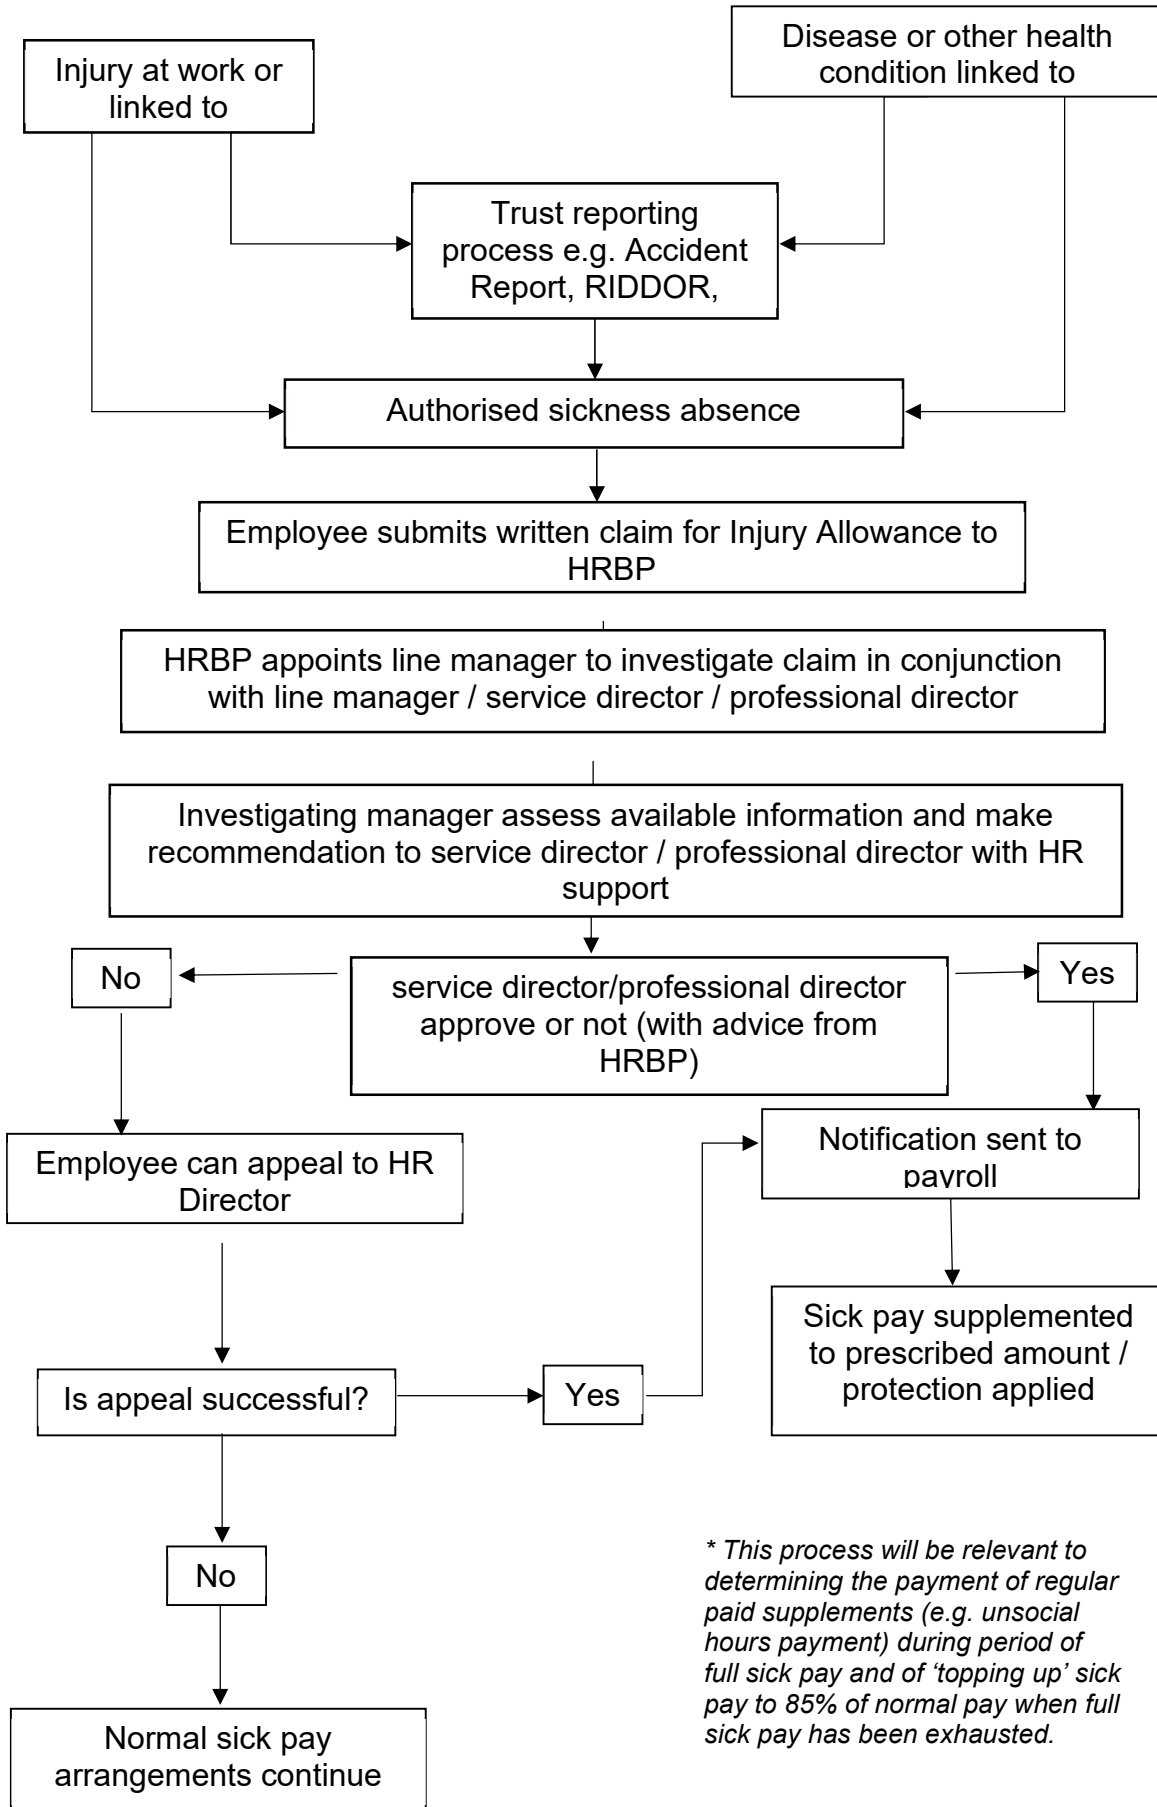 Injury at work or
linked to
Disease or other health
condition linked to
Trust reporting
process e.g. Accident
Report, RIDDOR,
Authorised sickness absence
Employee submits written claim for Injury Allowance to
HRBP
HRBP appoints line manager to investigate claim in conjunction
with line manager / service director / professional director
Investigating manager assess available information and make
recommendation to service director / professional director with HR
support
No
service director/professional director
approve or not (with advice from
HRBP)
Yes
Employee can appeal to HR
Director
Notification sent to
payroll
Sick pay supplemented
to prescribed amount /
protection applied
Is appeal successful?
Yes
No
Normal sick pay
arrangements continue
* This process will be relevant to
determining the payment of regular
paid supplements (e.g. unsocial
hours payment) during period of
full sick pay and of ‘topping up’ sick
pay to 85% of normal pay when full
sick pay has been exhausted.